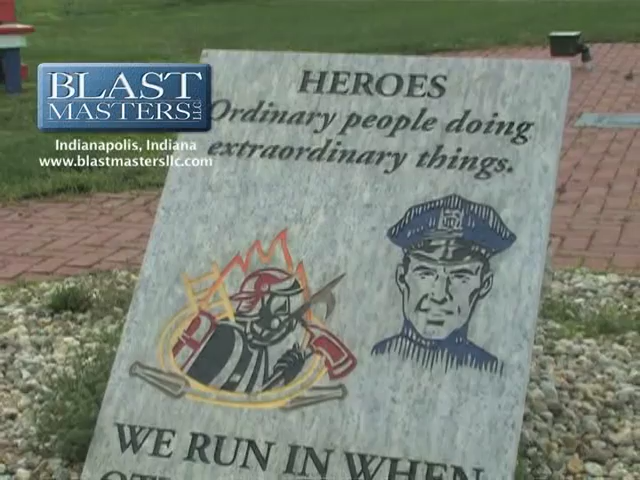 BLAST
MASTERS LLC
Indianapolis, Indiana
www.blastmastersllc.com
HEROES
Ordinary people doing
extraordinary things.
WE RUN IN WHEN